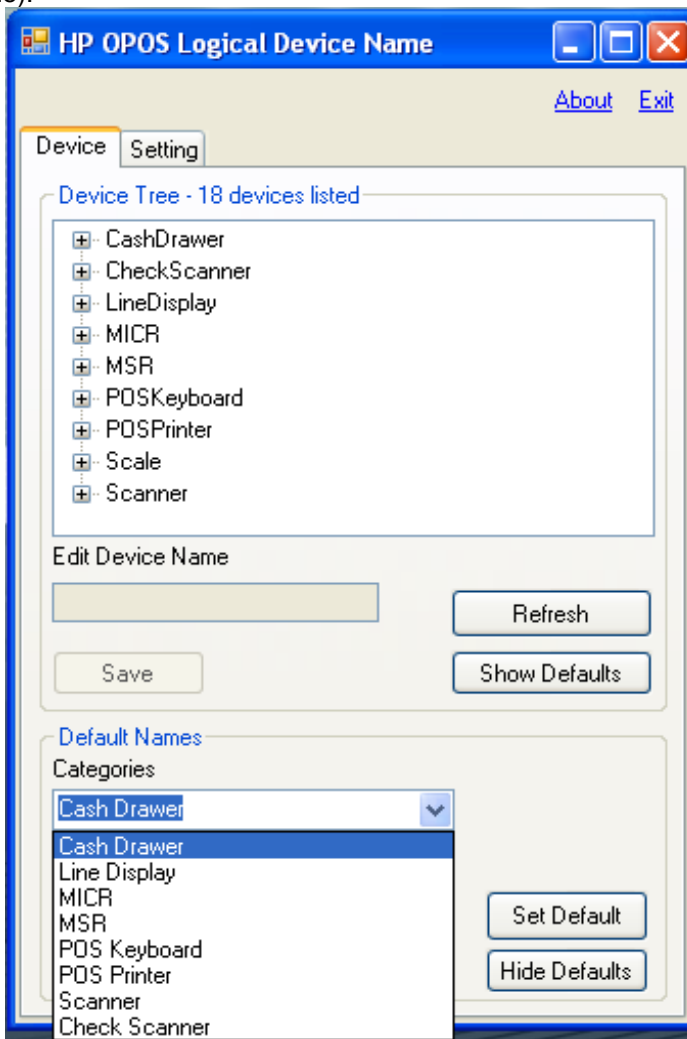 s).
HP OPOS Logical Device Name
About Exit
Device Setting
Device Tree - 18 devices listed
CashDrawer
CheckScanner
LineDisplay
MICR
MSR
POSKeyboard
POSPrinter
Scale
Scanner
Edit Device Name
Refresh
Save Show Defaults
Default Names
Categories
Cash Drawer
Cash Drawer
Line Display
MICR
MSR
Set Default
POS Keyboard
POS Printer
Hide Defaults
Scanner
Check Scanner